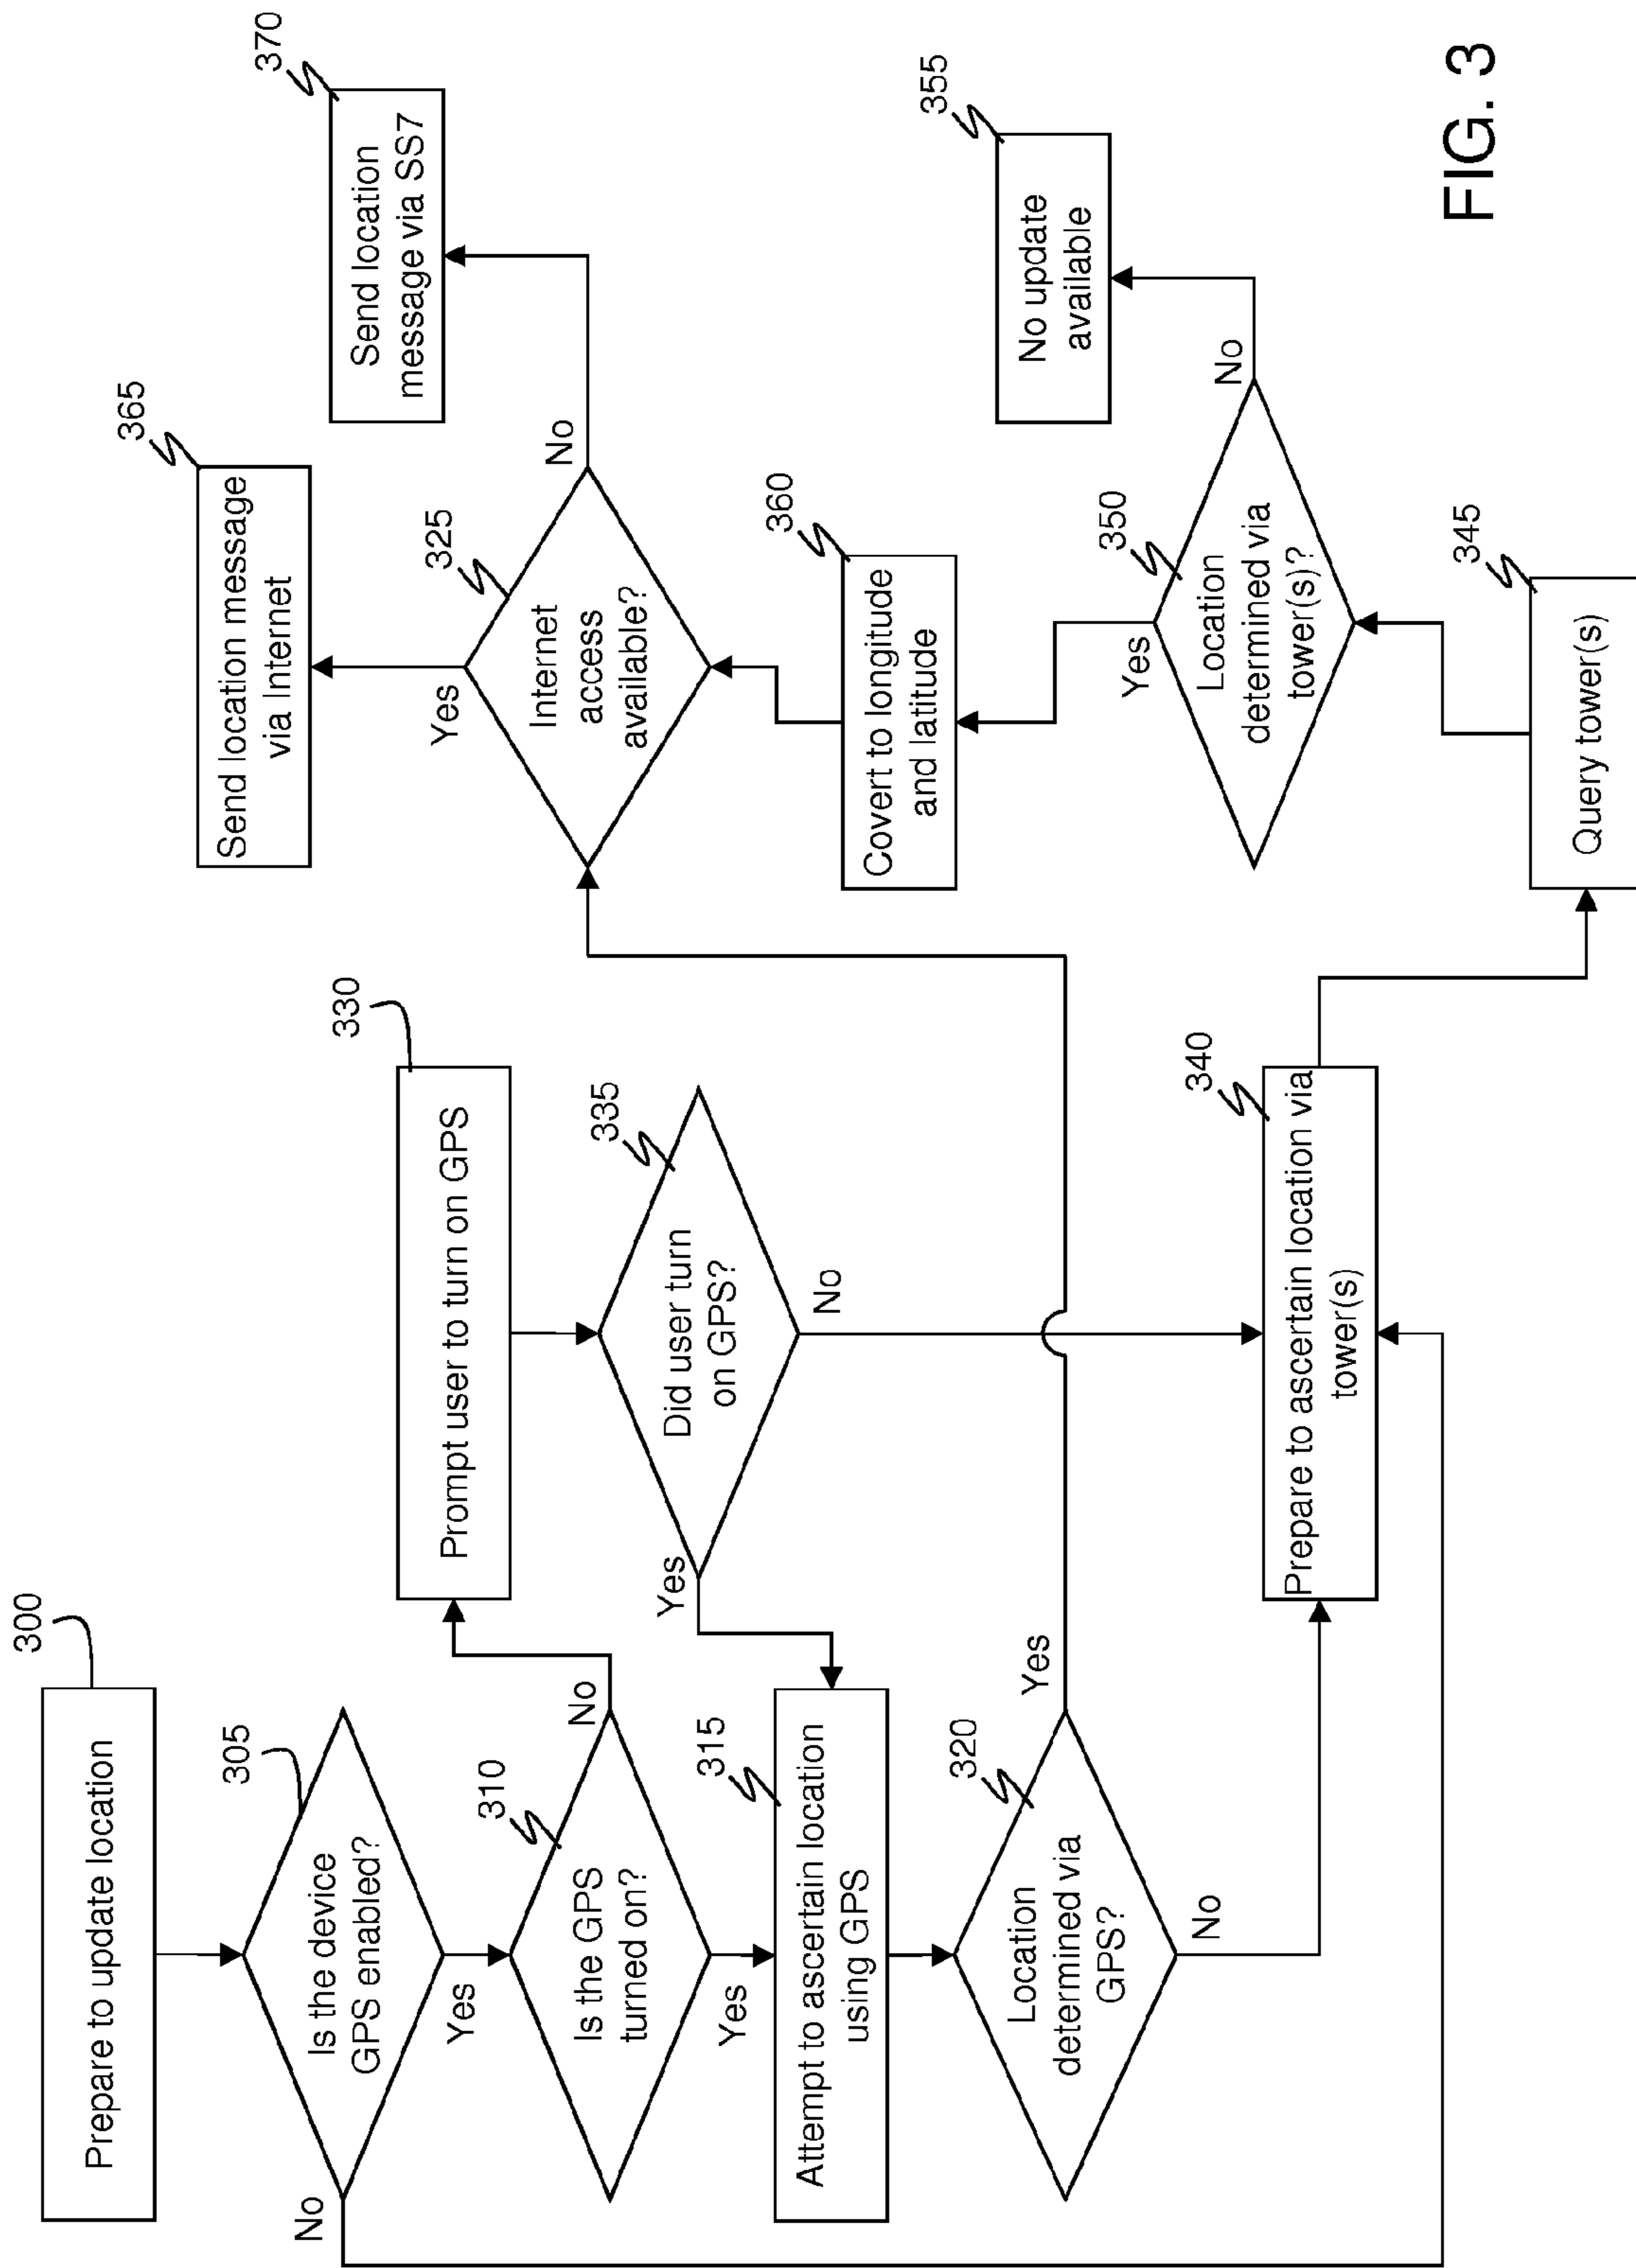 300
Prepare to update location
305
Is the device
GPS enabled?
No
Yes
310
Is the GPS
turned on?
No
Yes
315
Attempt to ascertain location
using GPS
320
Location
determined via
GPS?
Yes
No
330
Prompt user to turn on GPS
335
Did user turn
on GPS?
Yes
No
340
Prepare to ascertain location via
tower(s)
365
Send location message
via Internet
370
Send location
message via SS7
325
Internet
access
available?
Yes
No
360
Covert to longitude
and latitude
355
No update
available
350
Location
determined via
tower(s)?
Yes
No
345
Query tower(s)
FIG. 3